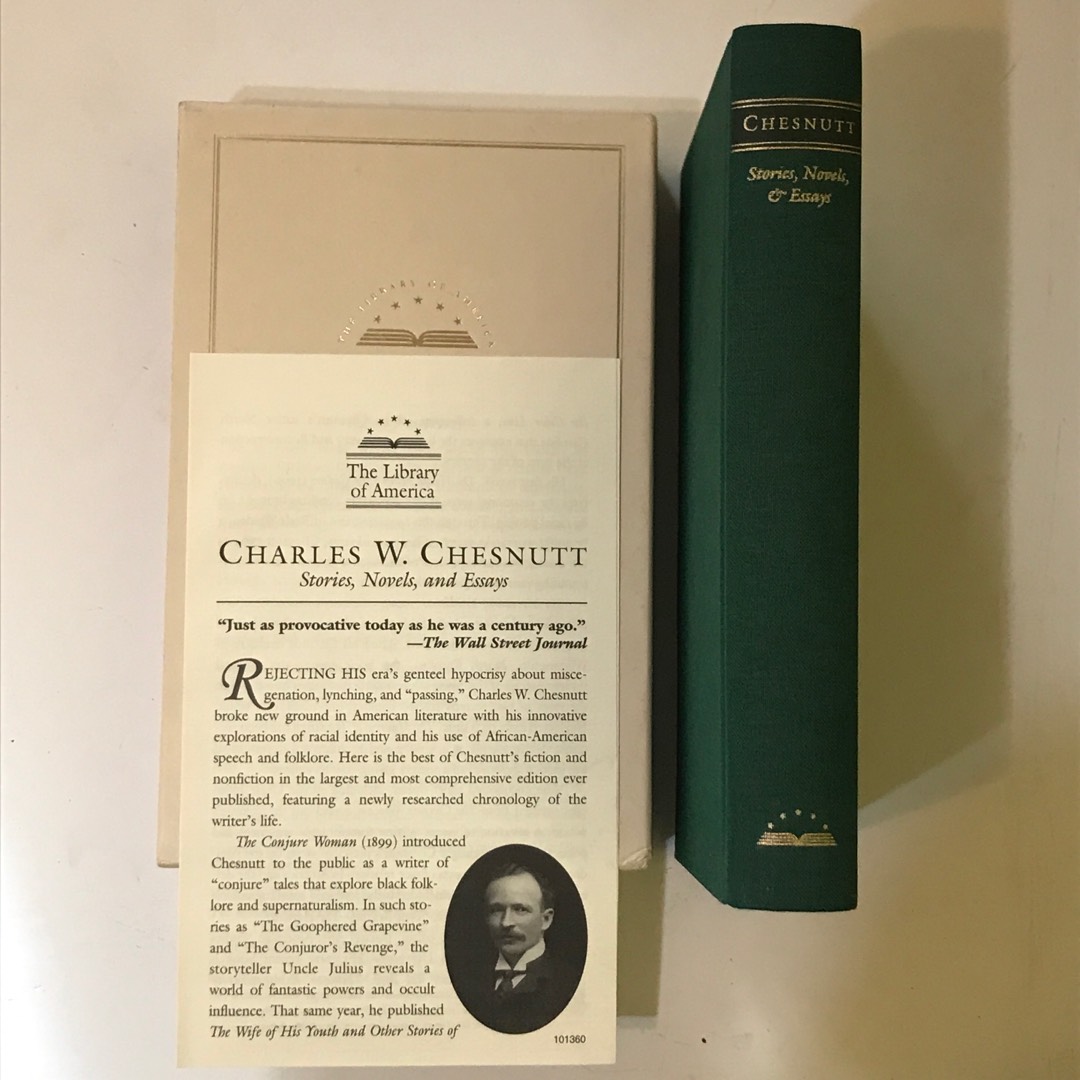 THE LIBRARY OF AMERICA
The Library
of America
CHARLES W. CHESNUTT
Stories, Novels, and Essays
“Just as provocative today as he was a century ago.”
—The Wall Street Journal
REJECTING HIS era’s genteel hypocrisy about misce-
genation, lynching, and “passing,” Charles W. Chesnutt
broke new ground in American literature with his innovative
explorations of racial identity and his use of African-American
speech and folklore. Here is the best of Chesnutt’s fiction and
nonfiction in the largest and most comprehensive edition ever
published, featuring a newly researched chronology of the
writer’s life.
The Conjure Woman (1899) introduced
Chesnutt to the public as a writer of
“conjure” tales that explore black folk-
lore and supernaturalism. In such sto-
ries as “The Goophered Grapevine”
and “The Conjuror’s Revenge,” the
storyteller Uncle Julius reveals a
world of fantastic powers and occult
influence. That same year, he published
The Wife of His Youth and Other Stories of
101360
CHESNUTT
Stories, Novels,
& Essays